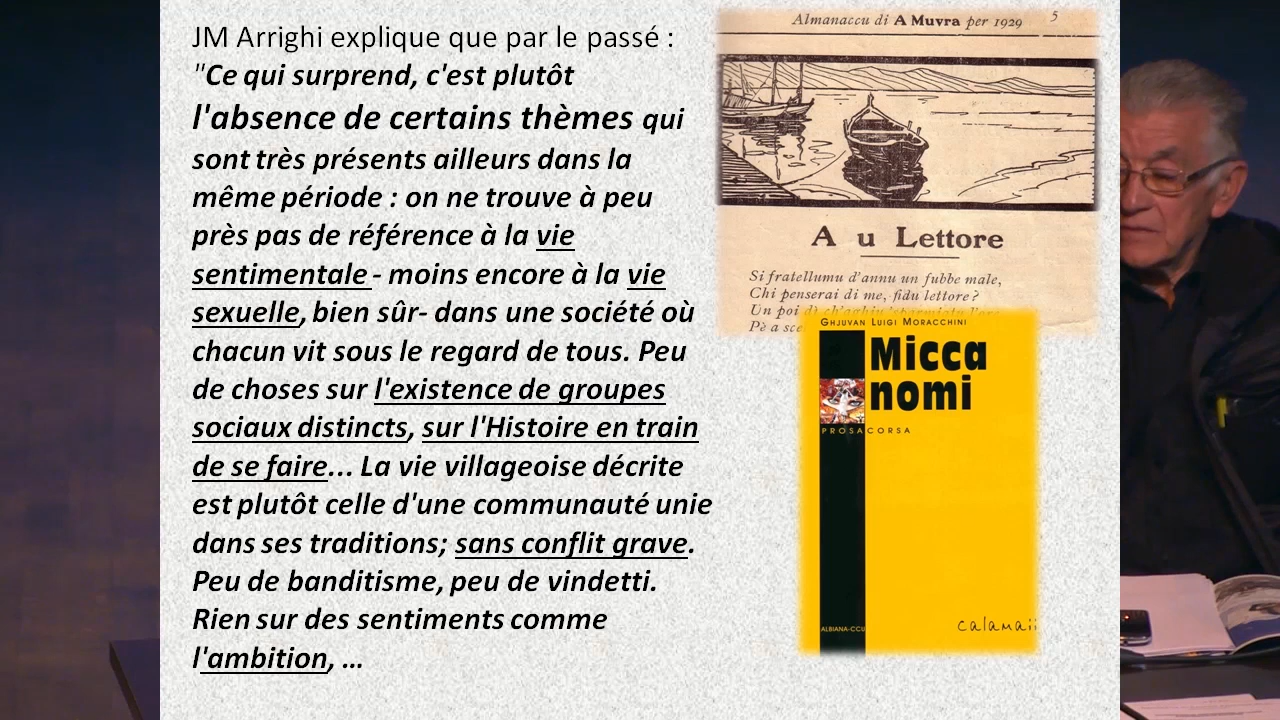 JM Arrighi explique que par le passé :
"Ce qui surprend, c'est plutôt
l'absence de certains thèmes qui
sont très présents ailleurs dans la
même période : on ne trouve à peu
près pas de référence à la vie
sentimentale - moins encore à la vie
sexuelle, bien sûr- dans une société où
chacun vit sous le regard de tous. Peu
de choses sur l'existence de groupes
sociaux distincts, sur l'Histoire en train
de se faire... La vie villageoise décrite
est plutôt celle d'une communauté unie
dans ses traditions; sans conflit grave.
Peu de banditisme, peu de vindetti.
Rien sur des sentiments comme
l'ambition, ...
Almanaccu di A Muvra per 1929 5
A u Lettore
Si fratellumu d'annu un fubbe male,
Chi penserai di me, fidu lettore?
Un poi
Pè a sce
GHJUVAN LUIGI MORACCHINI
Micca
nomi
PROSA CORSA
ALBIANA-CCU
calamaii